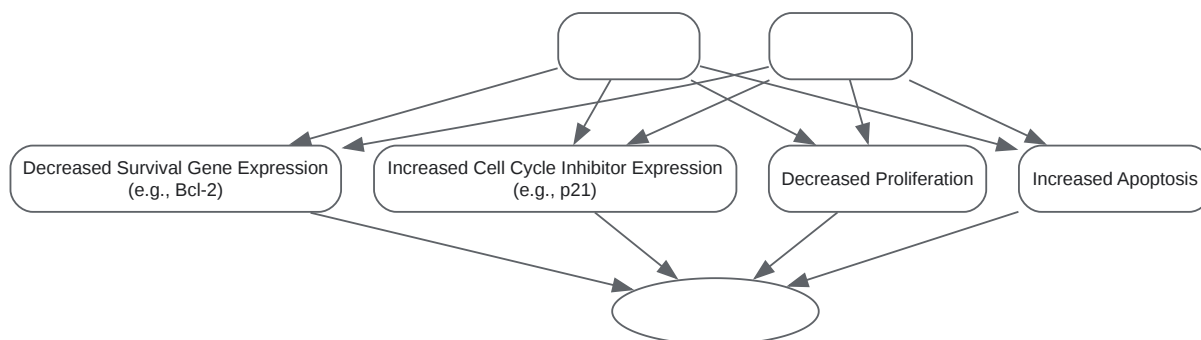 Decreased Survival Gene Expression
(e.g., Bcl-2)
Increased Cell Cycle Inhibitor Expression
(e.g., p21)
Decreased Proliferation
Increased Apoptosis